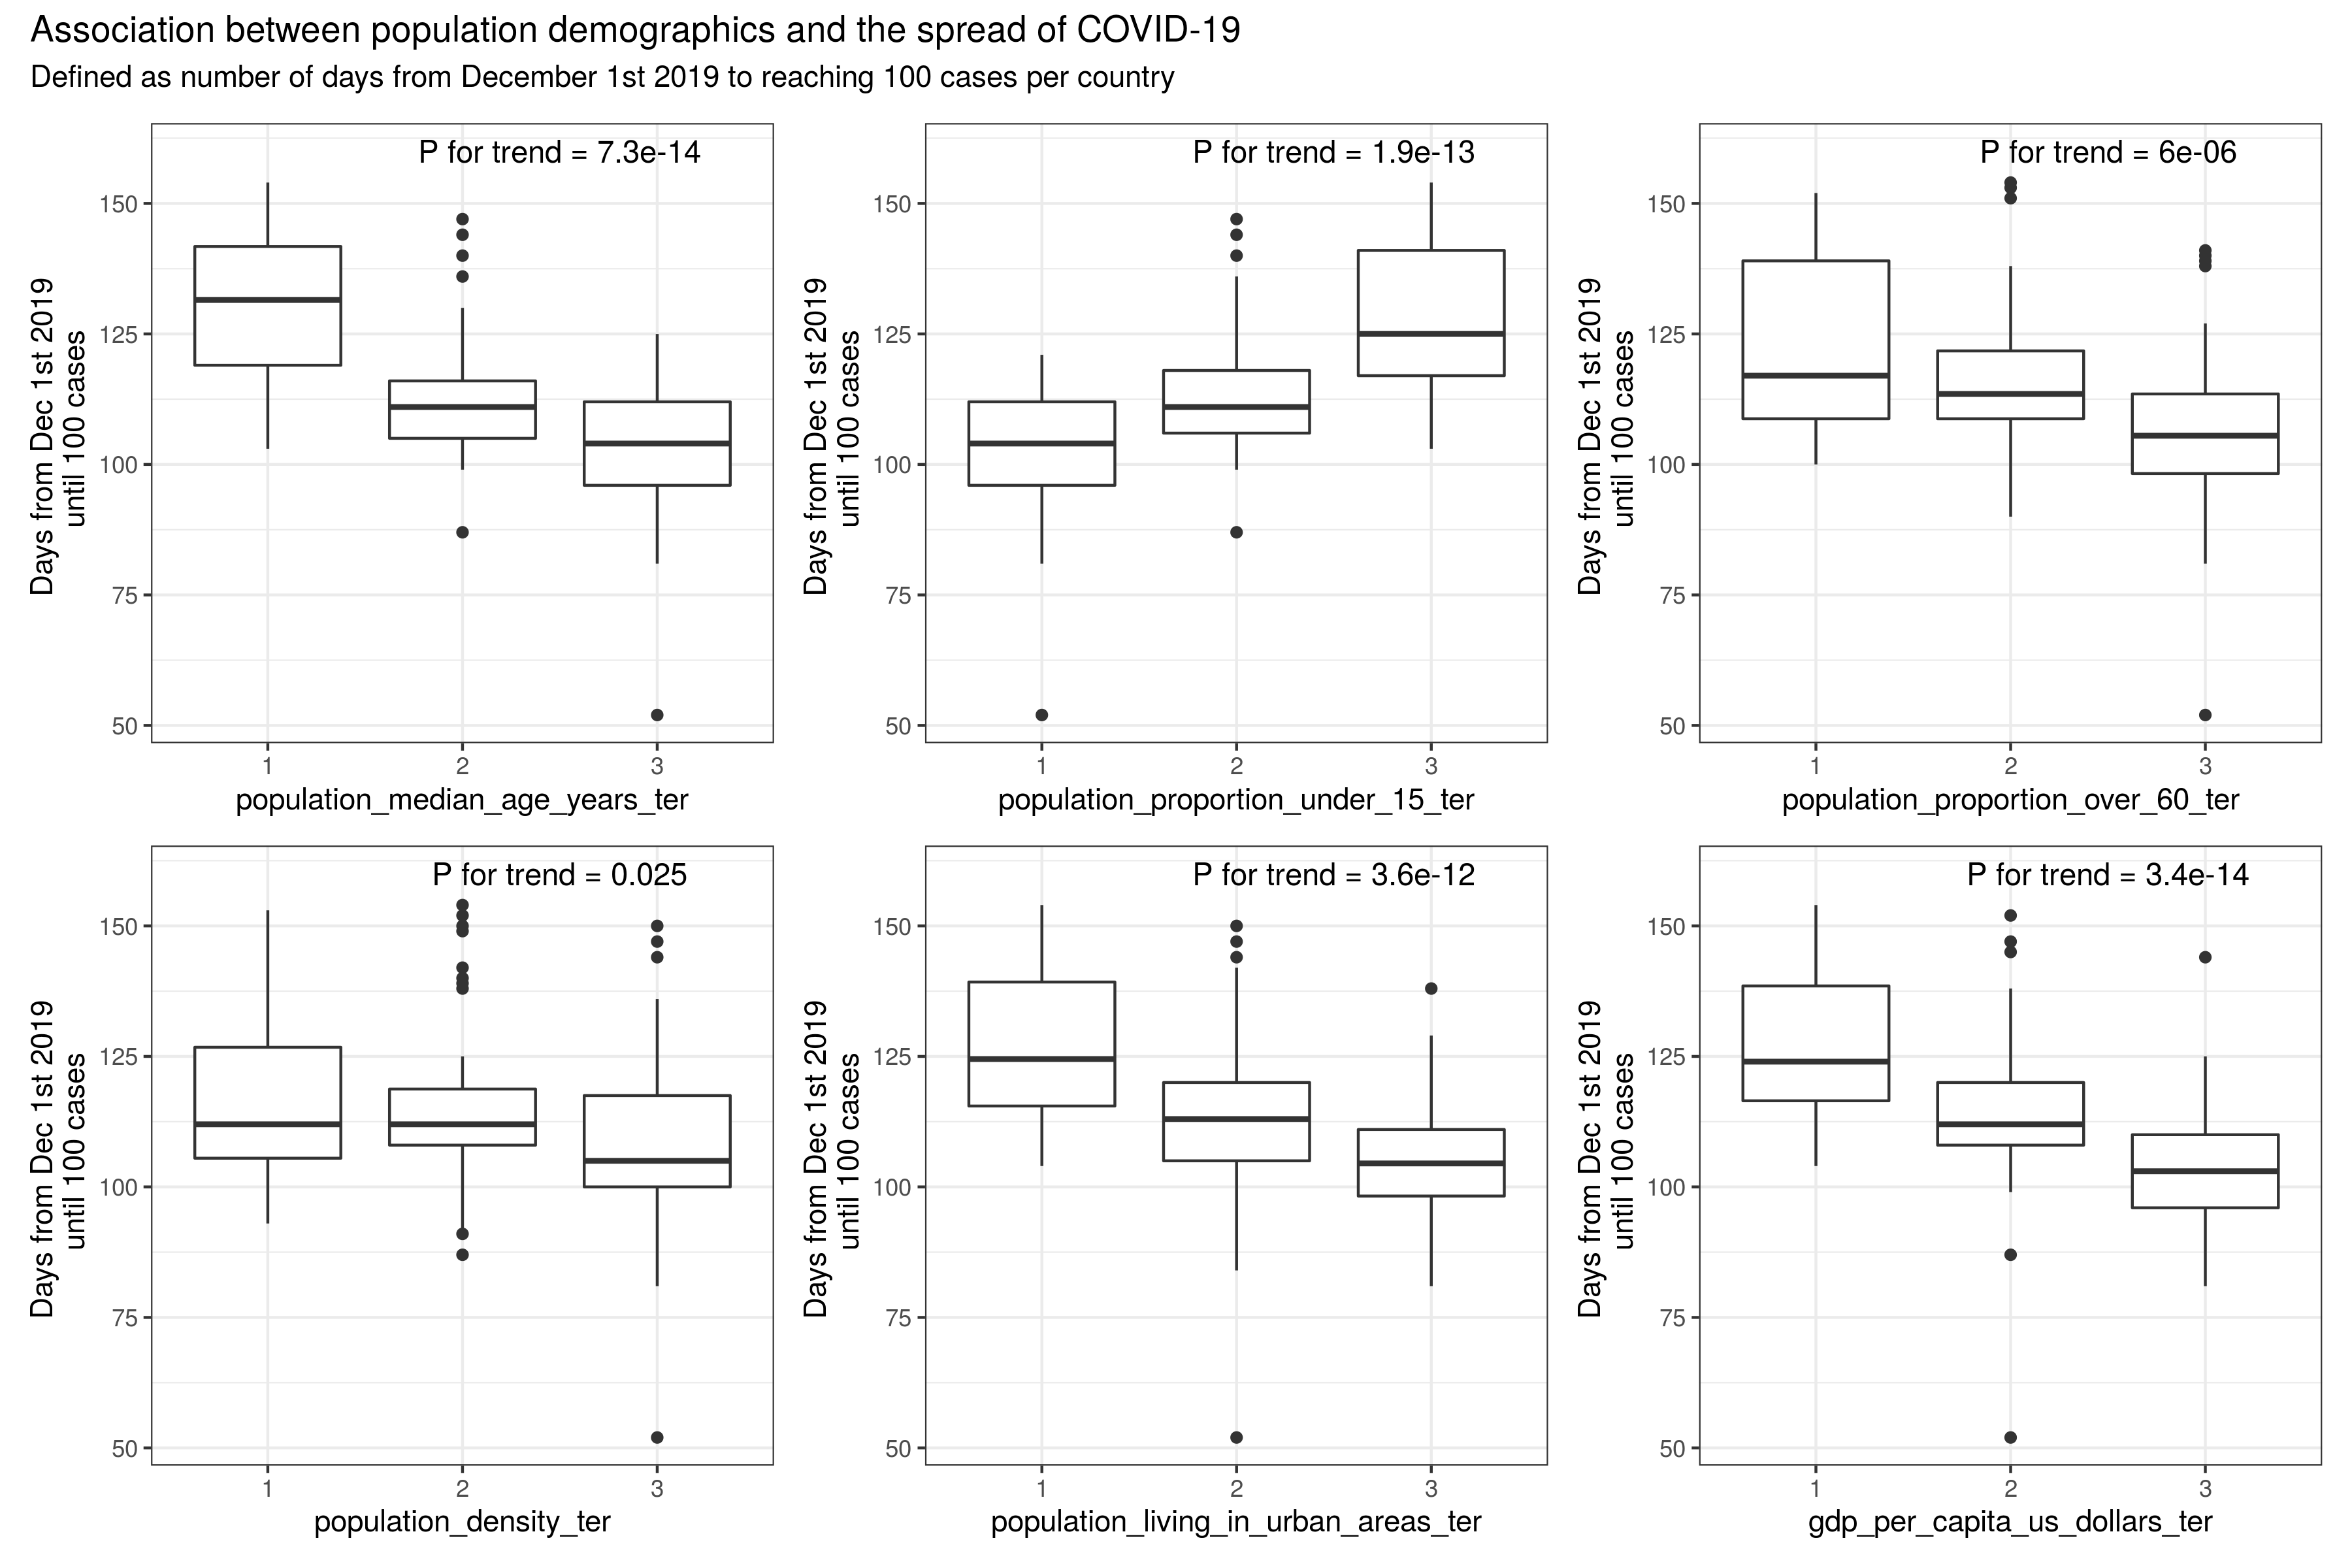 Association between population demographics and the spread of COVID-19
Defined as number of days from December 1st 2019 to reaching 100 cases per country
P for trend = 7.3e-14
Days from Dec 1st 2019
until 100 cases
150
125
100
75
50
1 2 3
population_median_age_years_ter
P for trend = 1.9e-13
Days from Dec 1st 2019
until 100 cases
150
125
100
75
50
1 2 3
population_proportion_under_15_ter
P for trend = 6e-06
Days from Dec 1st 2019
until 100 cases
150
125
100
75
50
1 2 3
population_proportion_over_60_ter
P for trend = 0.025
Days from Dec 1st 2019
until 100 cases
150
125
100
75
50
1 2 3
population_density_ter
P for trend = 3.6e-12
Days from Dec 1st 2019
until 100 cases
150
125
100
75
50
1 2 3
population_living_in_urban_areas_ter
P for trend = 3.4e-14
Days from Dec 1st 2019
until 100 cases
150
125
100
75
50
1 2 3
gdp_per_capita_us_dollars_ter